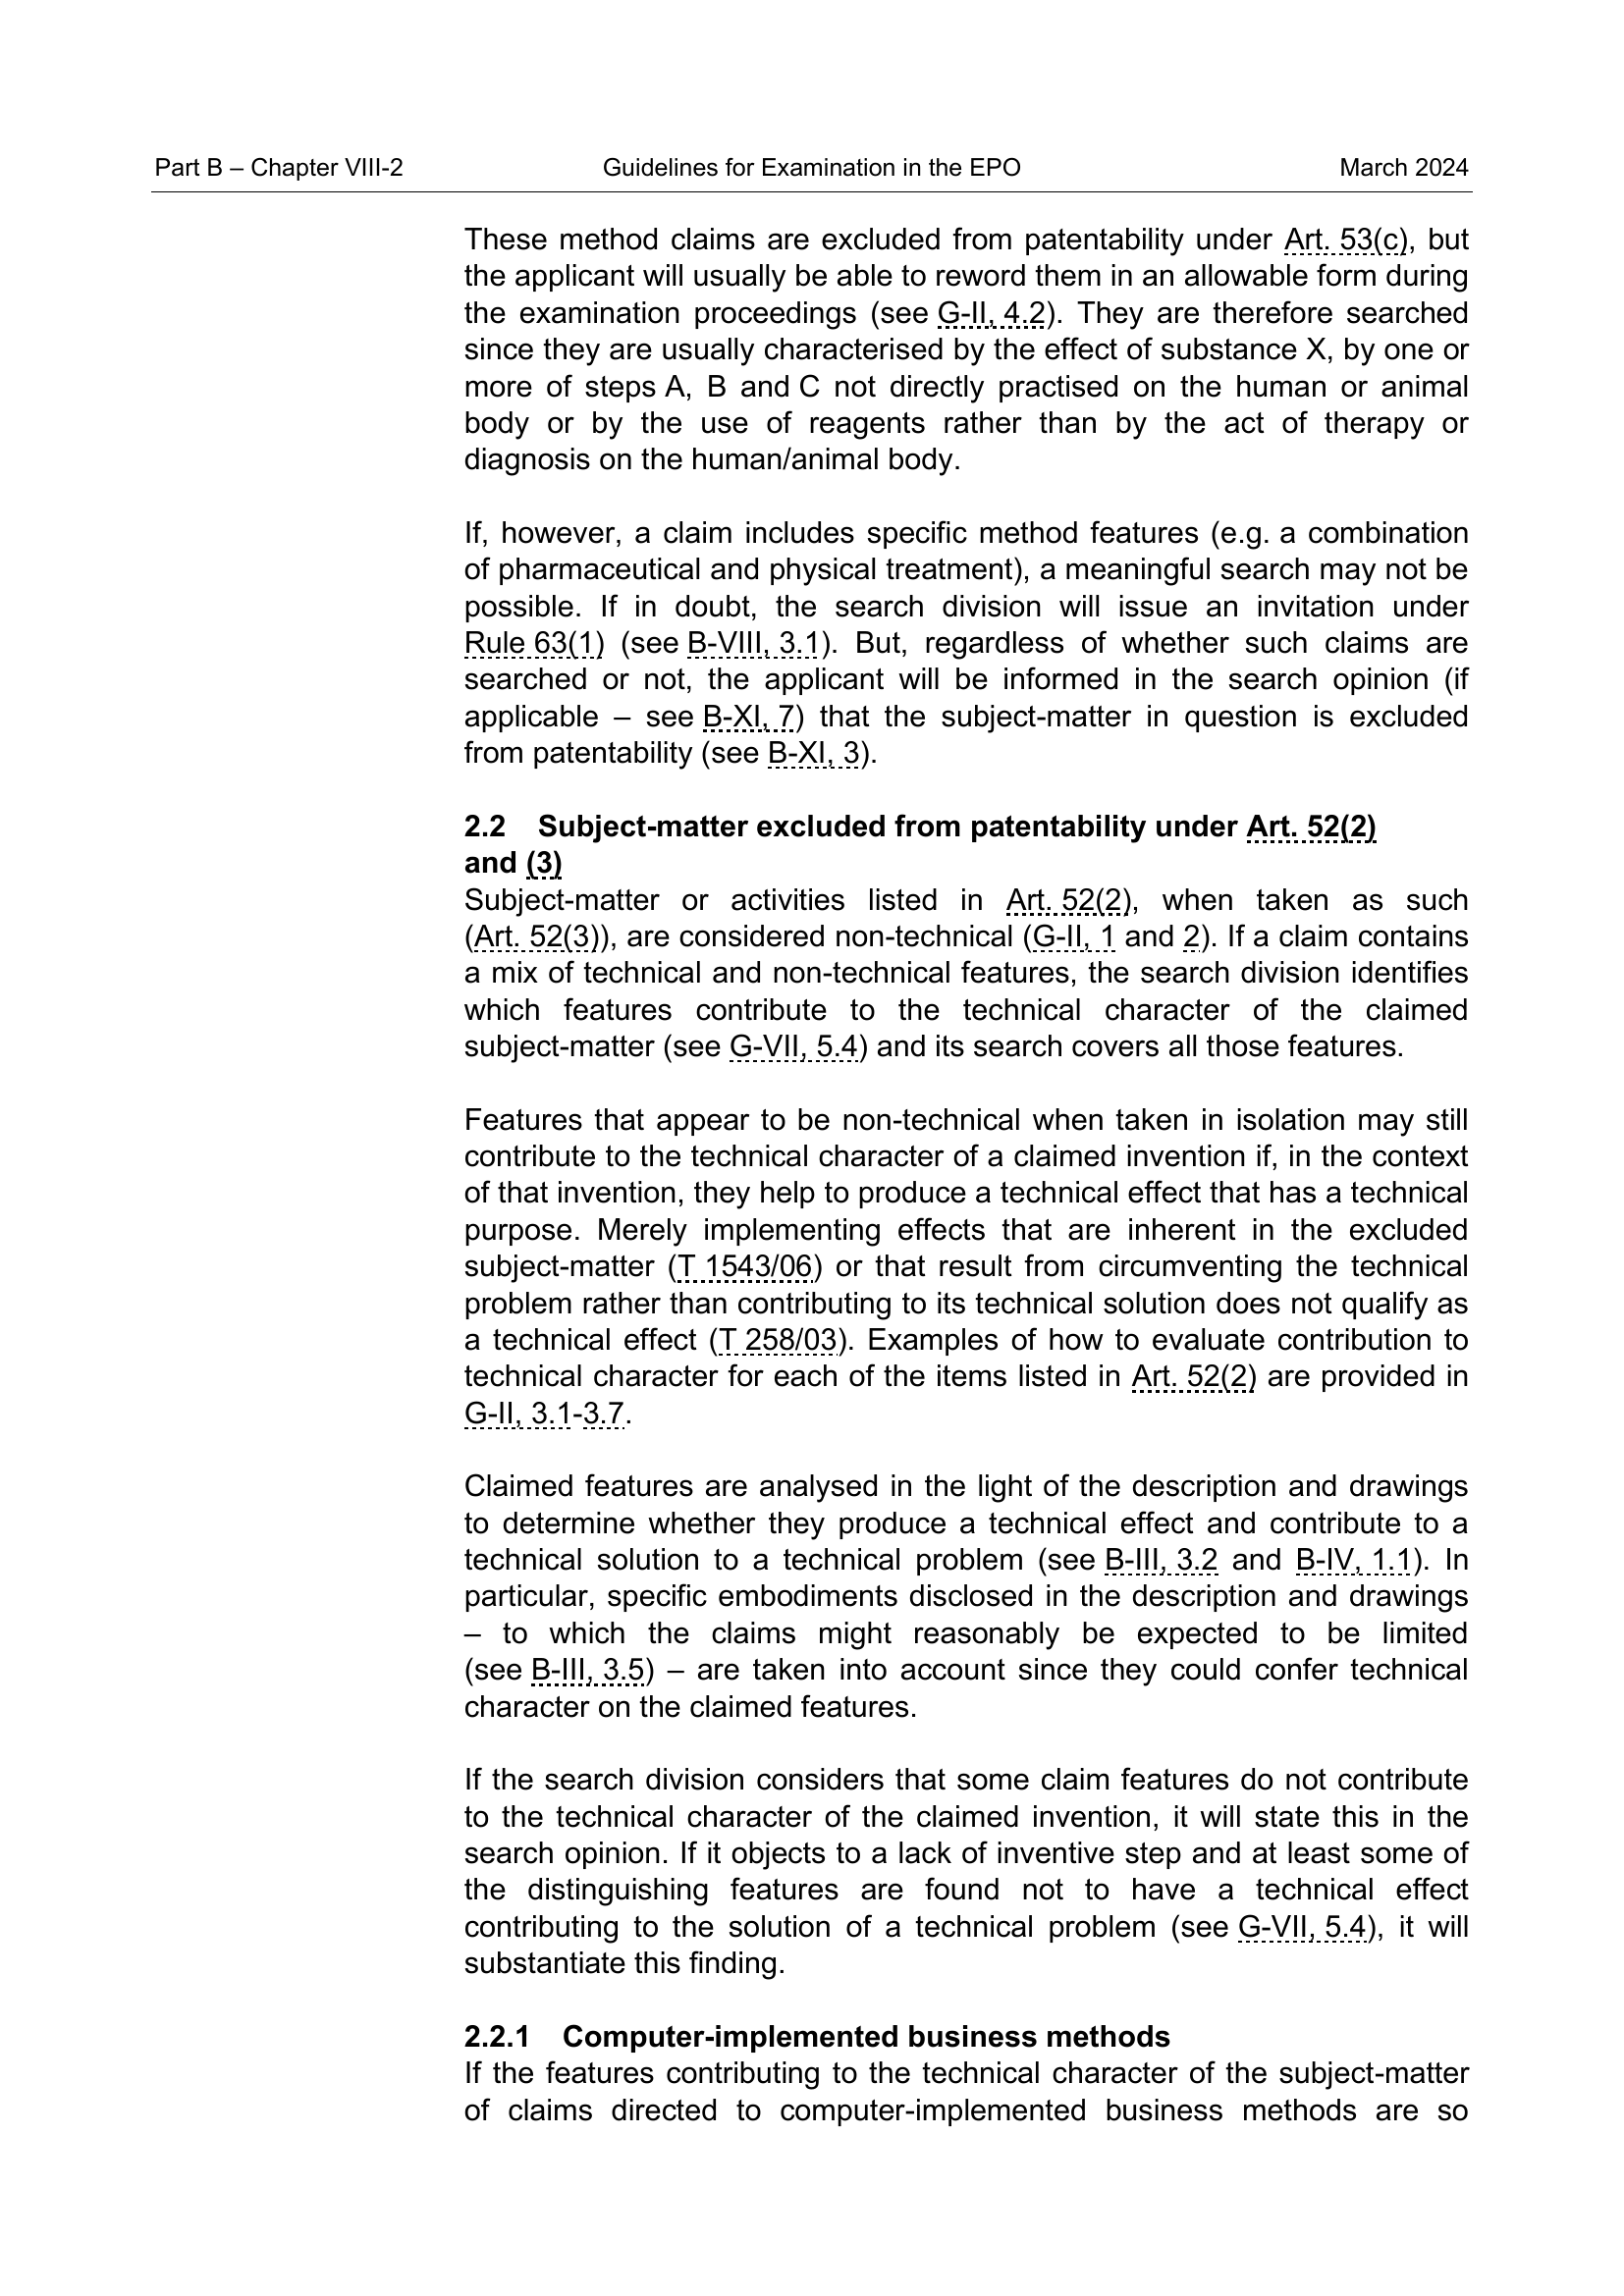 Part B – Chapter VIII-2 Guidelines for Examination in the EPO March 2024
These method claims are excluded from patentability under Art. 53(c), but
the applicant will usually be able to reword them in an allowable form during
the examination proceedings (see G-II, 4.2). They are therefore searched
since they are usually characterised by the effect of substance X, by one or
more of steps A, B and C not directly practised on the human or animal
body or by the use of reagents rather than by the act of therapy or
diagnosis on the human/animal body.
If, however, a claim includes specific method features (e.g. a combination
of pharmaceutical and physical treatment), a meaningful search may not be
possible. If in doubt, the search division will issue an invitation under
Rule 63(1) (see B-VIII, 3.1). But, regardless of whether such claims are
searched or not, the applicant will be informed in the search opinion (if
applicable – see B-XI, 7) that the subject-matter in question is excluded
from patentability (see B-XI, 3).
2.2 Subject-matter excluded from patentability under Art. 52(2)
and (3)
Subject-matter or activities listed in Art. 52(2), when taken as such
(Art. 52(3)), are considered non-technical (G-II, 1 and 2). If a claim contains
a mix of technical and non-technical features, the search division identifies
which features contribute to the technical character of the claimed
subject-matter (see G-VII, 5.4) and its search covers all those features.
Features that appear to be non-technical when taken in isolation may still
contribute to the technical character of a claimed invention if, in the context
of that invention, they help to produce a technical effect that has a technical
purpose. Merely implementing effects that are inherent in the excluded
subject-matter (T 1543/06) or that result from circumventing the technical
problem rather than contributing to its technical solution does not qualify as
a technical effect (T 258/03). Examples of how to evaluate contribution to
technical character for each of the items listed in Art. 52(2) are provided in
G-II, 3.1-3.7.
Claimed features are analysed in the light of the description and drawings
to determine whether they produce a technical effect and contribute to a
technical solution to a technical problem (see B-III, 3.2 and B-IV, 1.1). In
particular, specific embodiments disclosed in the description and drawings
– to which the claims might reasonably be expected to be limited
(see B-III, 3.5) – are taken into account since they could confer technical
character on the claimed features.
If the search division considers that some claim features do not contribute
to the technical character of the claimed invention, it will state this in the
search opinion. If it objects to a lack of inventive step and at least some of
the distinguishing features are found not to have a technical effect
contributing to the solution of a technical problem (see G-VII, 5.4), it will
substantiate this finding.
2.2.1 Computer-implemented business methods
If the features contributing to the technical character of the subject-matter
of claims directed to computer-implemented business methods are so